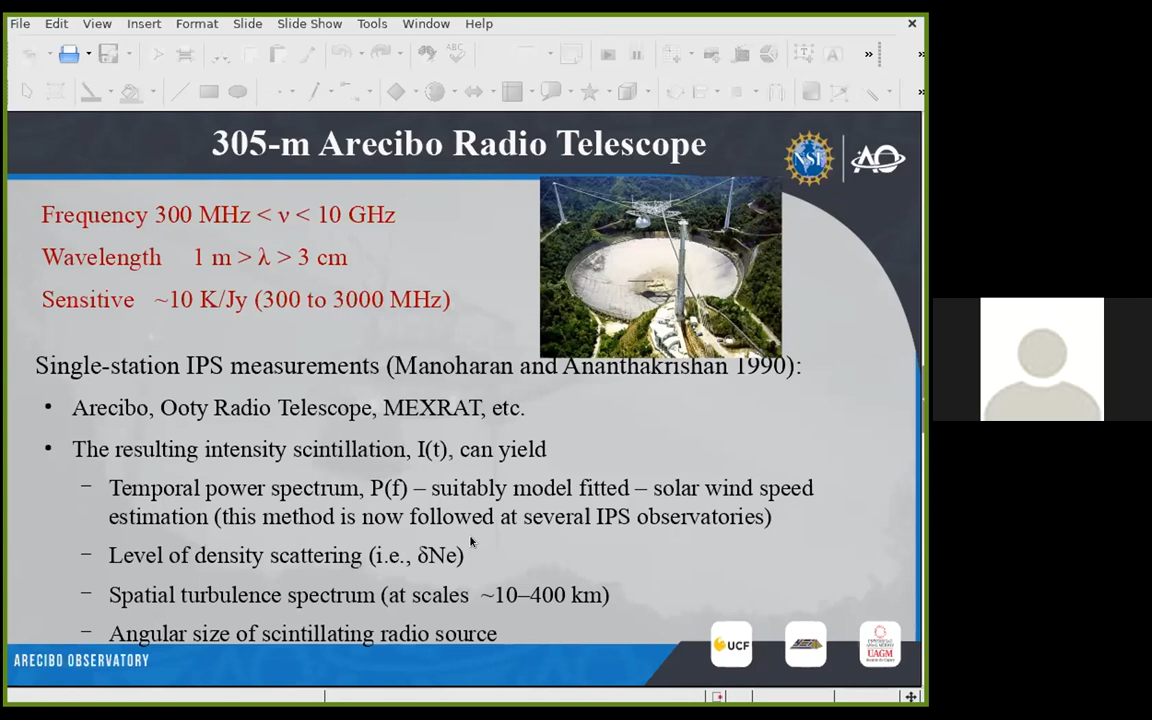 File Edit View Insert Format Slide Slide Show Tools Window Help
305-m Arecibo Radio Telescope
NSF
AO
Frequency 300 MHz < ν < 10 GHz
Wavelength 1 m > λ > 3 cm
Sensitive ~10 K/Jy (300 to 3000 MHz)
Single-station IPS measurements (Manoharan and Ananthakrishan 1990):
• Arecibo, Ooty Radio Telescope, MEXRAT, etc.
• The resulting intensity scintillation, I(t), can yield
– Temporal power spectrum, P(f) – suitably model fitted – solar wind speed
estimation (this method is now followed at several IPS observatories)
– Level of density scattering (i.e., δNe)
– Spatial turbulence spectrum (at scales ~10–400 km)
– Angular size of scintillating radio source
ARECIBO OBSERVATORY
UCF
UAGM